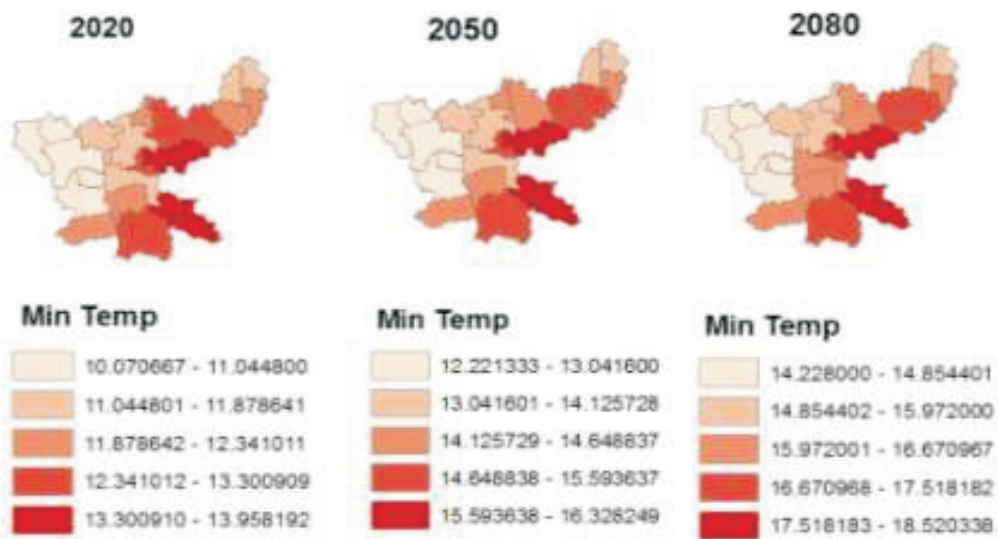 2020
2050
2080
Min Temp
10.070667 - 11.044800
11.044801 - 11.878641
11.878642 - 12.341011
12.341012 - 13.300909
13.300910 - 13.958192
Min Temp
12.221333 - 13.041600
13.041601 - 14.125728
14.125729 - 14.648837
14.648838 - 15.593637
15.593638 - 16.328249
Min Temp
14.228000 - 14.854401
14.854402 - 15.972000
15.972001 - 16.670967
16.670968 - 17.518182
17.518183 - 18.520338